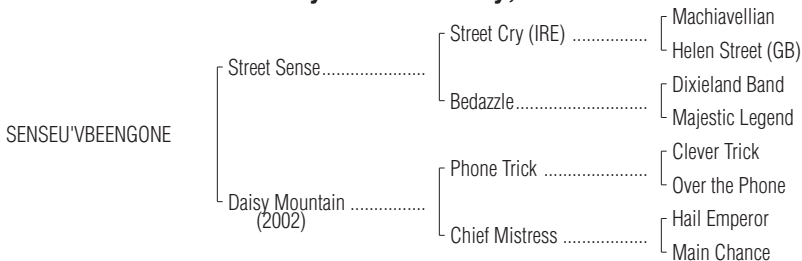 Machiavellian
Street Cry (IRE) ................
Helen Street (GB)
Street Sense......................
Dixieland Band
Bedazzle............................
Majestic Legend
SENSEU'VBEENGONE
Clever Trick
Phone Trick ......................
Over the Phone
Daisy Mountain ................
(2002)
Hail Emperor
Chief Mistress ..................
Main Chance